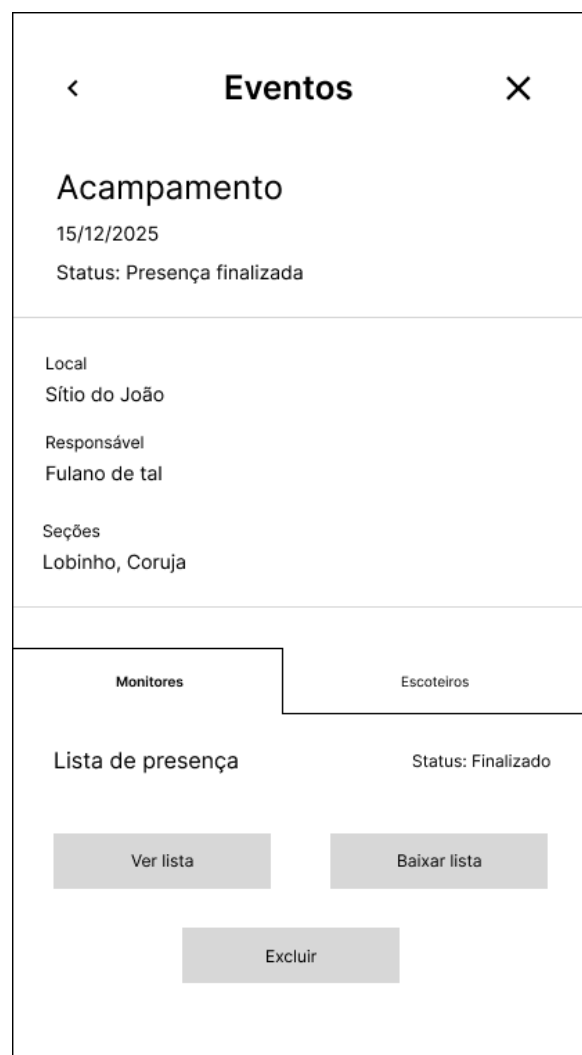 Eventos
Acampamento
15/12/2025
Status: Presença finalizada
Local
Sítio do João
Responsável
Fulano de tal
Seções
Lobinho, Coruja
Monitores
Escoteiros
Lista de presença
Status: Finalizado
Ver lista
Baixar lista
Excluir